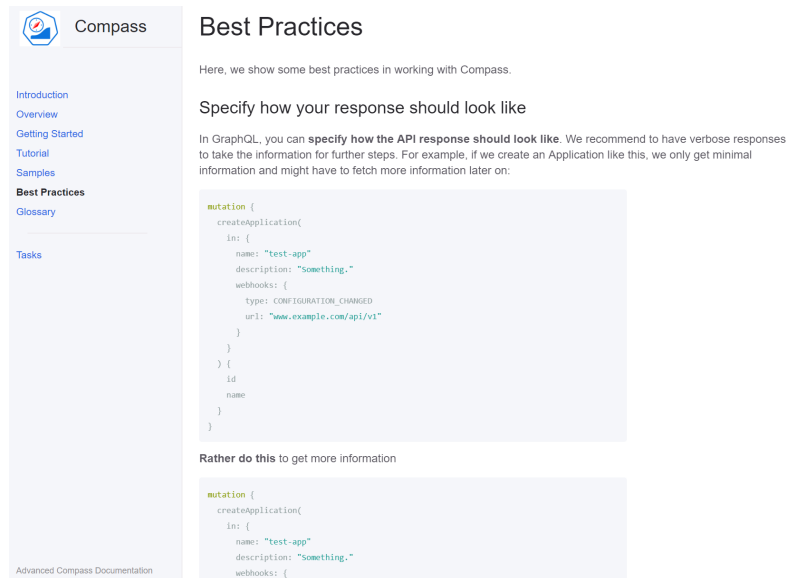 Compass
Introduction
Overview
Getting Started
Tutorial
Samples
Best Practices
Glossary
Tasks
Advanced Compass Documentation
Best Practices
Here, we show some best practices in working with Compass.
Specify how your response should look like
In GraphQL, you can specify how the API response should look like. We recommend to have verbose responses
to take the information for further steps. For example, if we create an Application like this, we only get minimal
information and might have to fetch more information later on:
mutation {
createApplication(
in: {
name: "test-app"
description: "Something."
webhooks: {
type: CONFIGURATION_CHANGED
url: "www.example.com/api/v1"
}
}
) {
id
name
}
}
Rather do this to get more information
mutation {
createApplication(
in: {
name: "test-app"
description: "Something."
webhooks: {